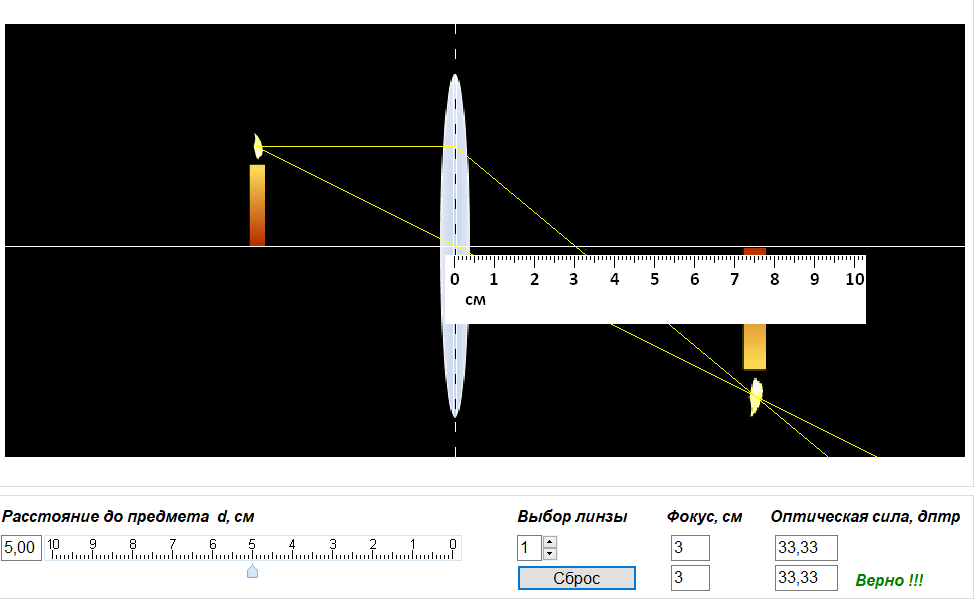 0 1 2 3 4 5 6 7 8 9 10
см
Расстояние до предмета d, см
Выбор линзы
Фокус, см
Оптическая сила, дптр
5,00
10 9 8 7 6 5 4 3 2 1 0
1
3
33,33
Сброс
3
33,33
Верно !!!